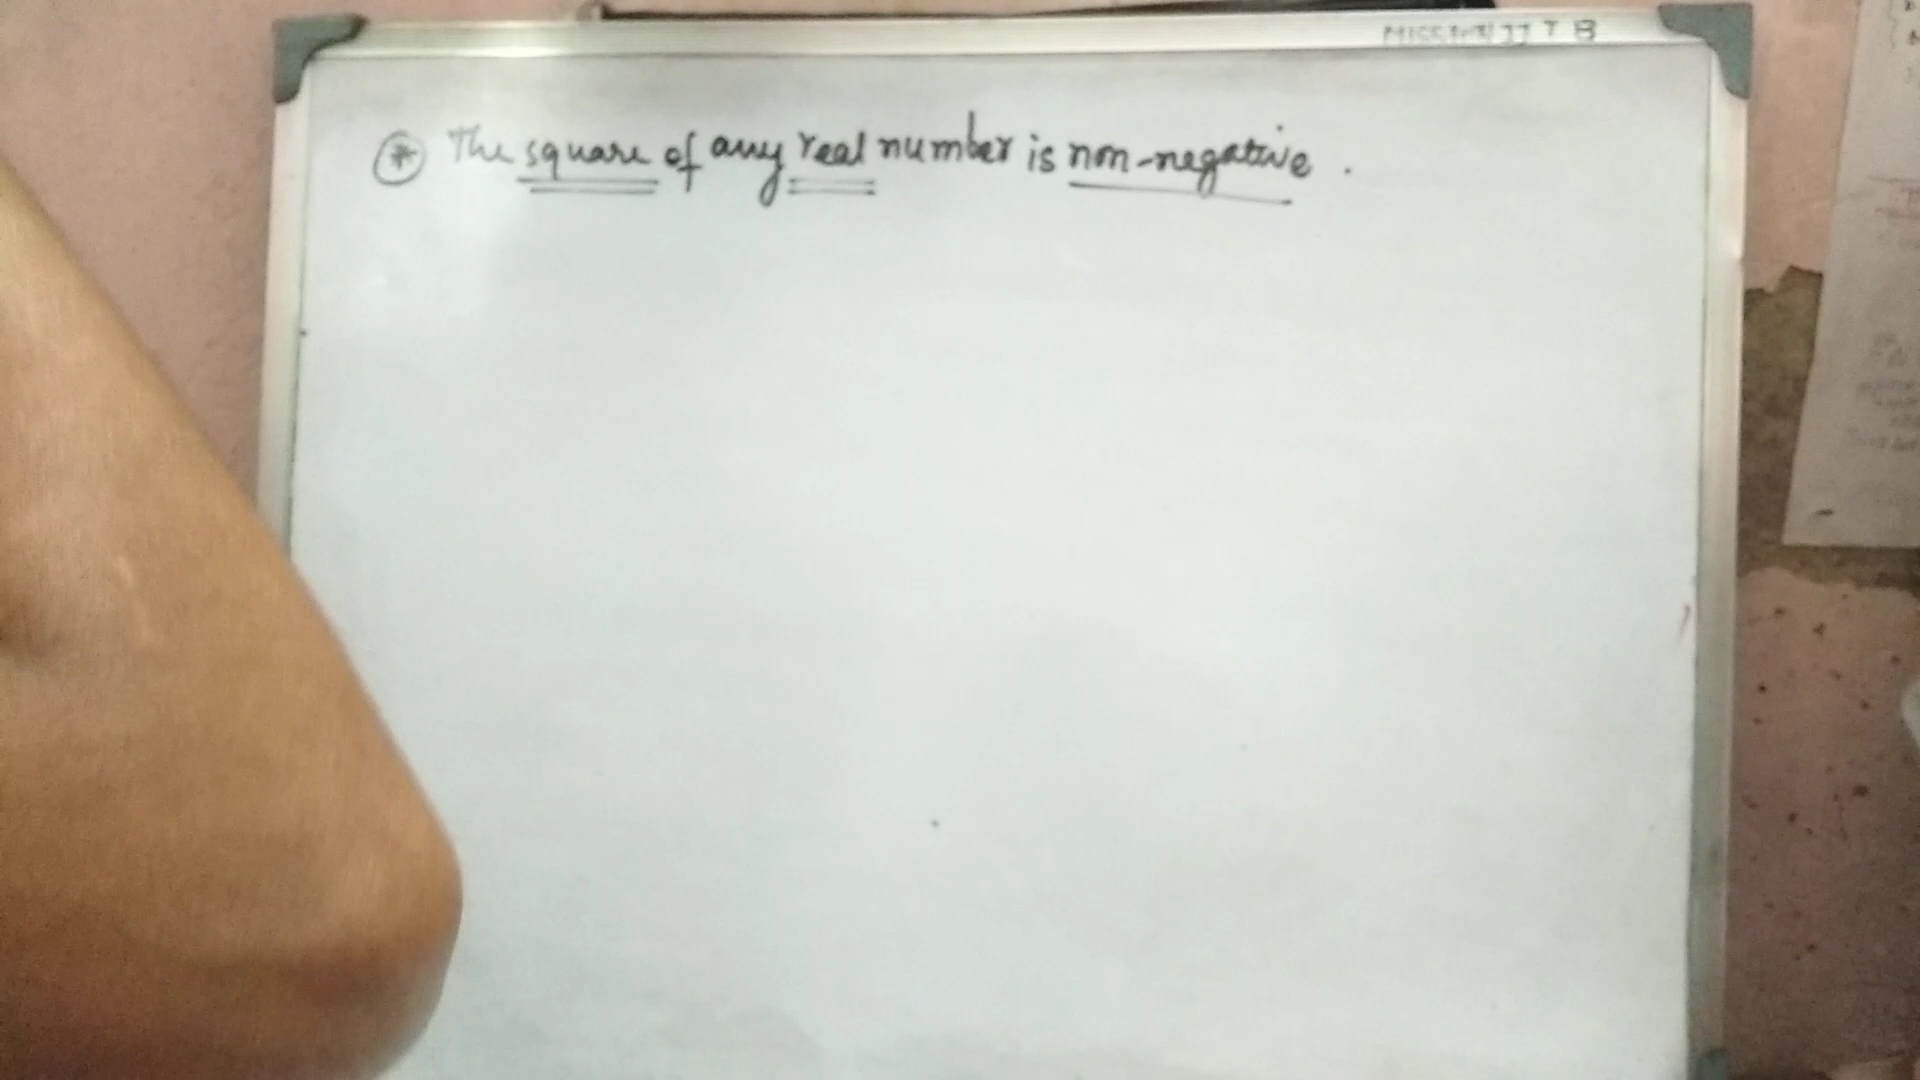 ⊛ The square of any real number is non-negative .